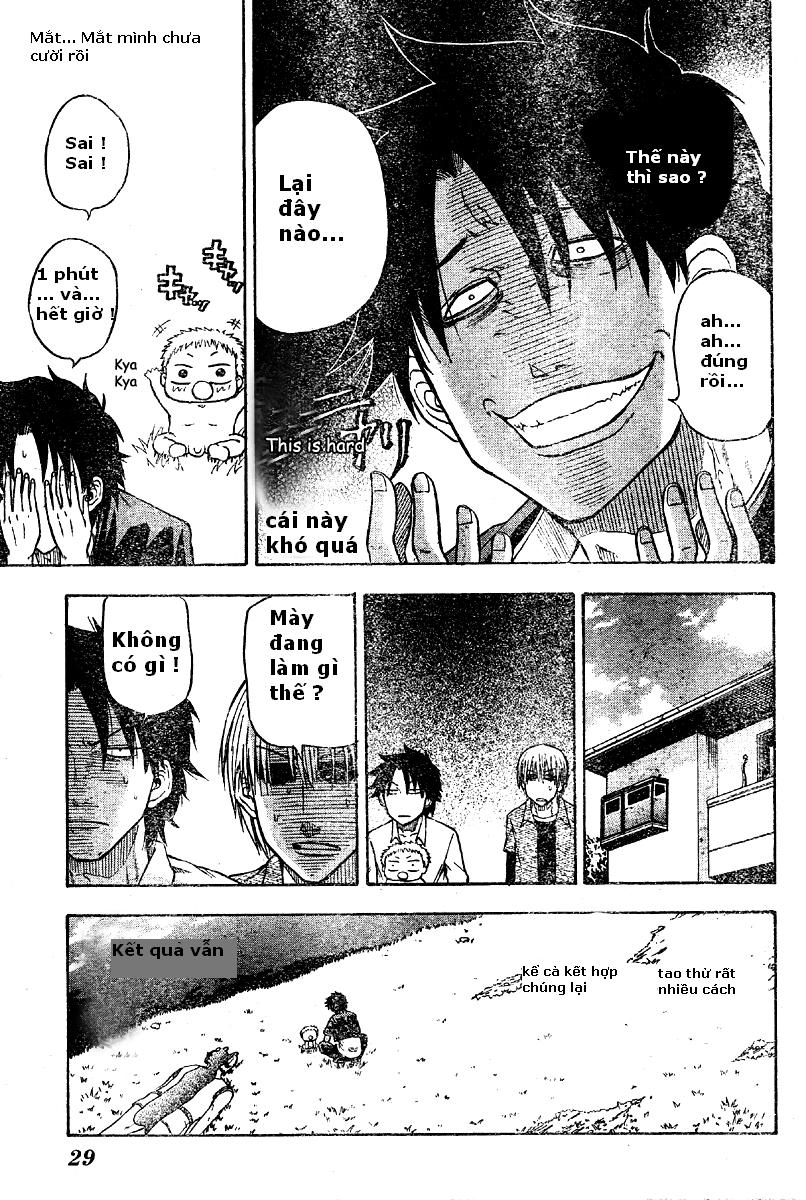 Thế này
thì sao ?
Lại
đây
nào...
ah...
ah...
đúng
rồi...
This is hard
cái này
khó quá
Mắt... Mắt mình chưa
cười rồi
Sai !
Sai !
1 phút
... và...
hết giờ !
Kya
Kya
Mày
đang
làm gì
thế ?
Không
có gì !
tao thừ rất
nhiều cách
kể cà kết hợp
chúng lại
Kết quả vẫn
29